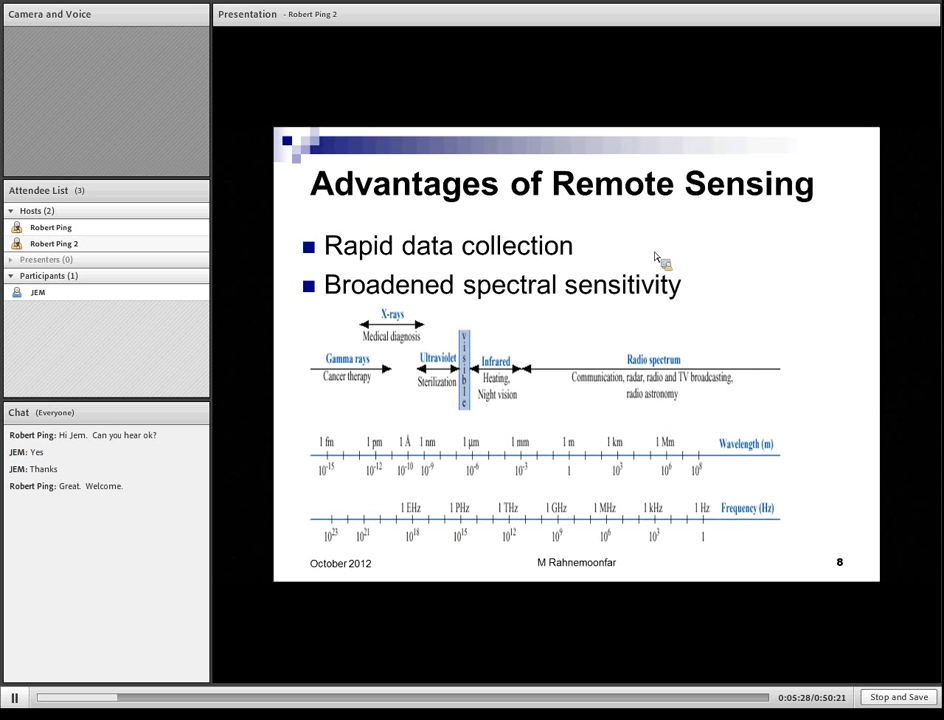 Camera and Voice
Presentation - Robert Ping 2
Attendee List (3)
Hosts (2)
Robert Ping
Robert Ping 2
Presenters (0)
Participants (1)
JEM
Chat (Everyone)
Robert Ping: Hi Jem. Can you hear ok?
JEM: Yes
JEM: Thanks
Robert Ping: Great. Welcome.
Advantages of Remote Sensing
Rapid data collection
Broadened spectral sensitivity
X-rays
Medical diagnosis
Gamma rays
Cancer therapy
Ultraviolet
Sterilization
visible
Infrared
Heating,
Night vision
Radio spectrum
Communication, radar, radio and TV broadcasting,
radio astronomy
1 fm 1 pm 1 Å 1 nm 1 µm 1 mm 1 m 1 km 1 Mm Wavelength (m)
10⁻¹⁵ 10⁻¹² 10⁻¹⁰ 10⁻⁹ 10⁻⁶ 10⁻³ 1 10³ 10⁶ 10⁸
1 EHz 1 PHz 1 THz 1 GHz 1 MHz 1 kHz 1 Hz Frequency (Hz)
10²³ 10²¹ 10¹⁸ 10¹⁵ 10¹² 10⁹ 10⁶ 10³ 1
October 2012 M Rahnemoonfar 8
0:05:28/0:50:21 Stop and Save